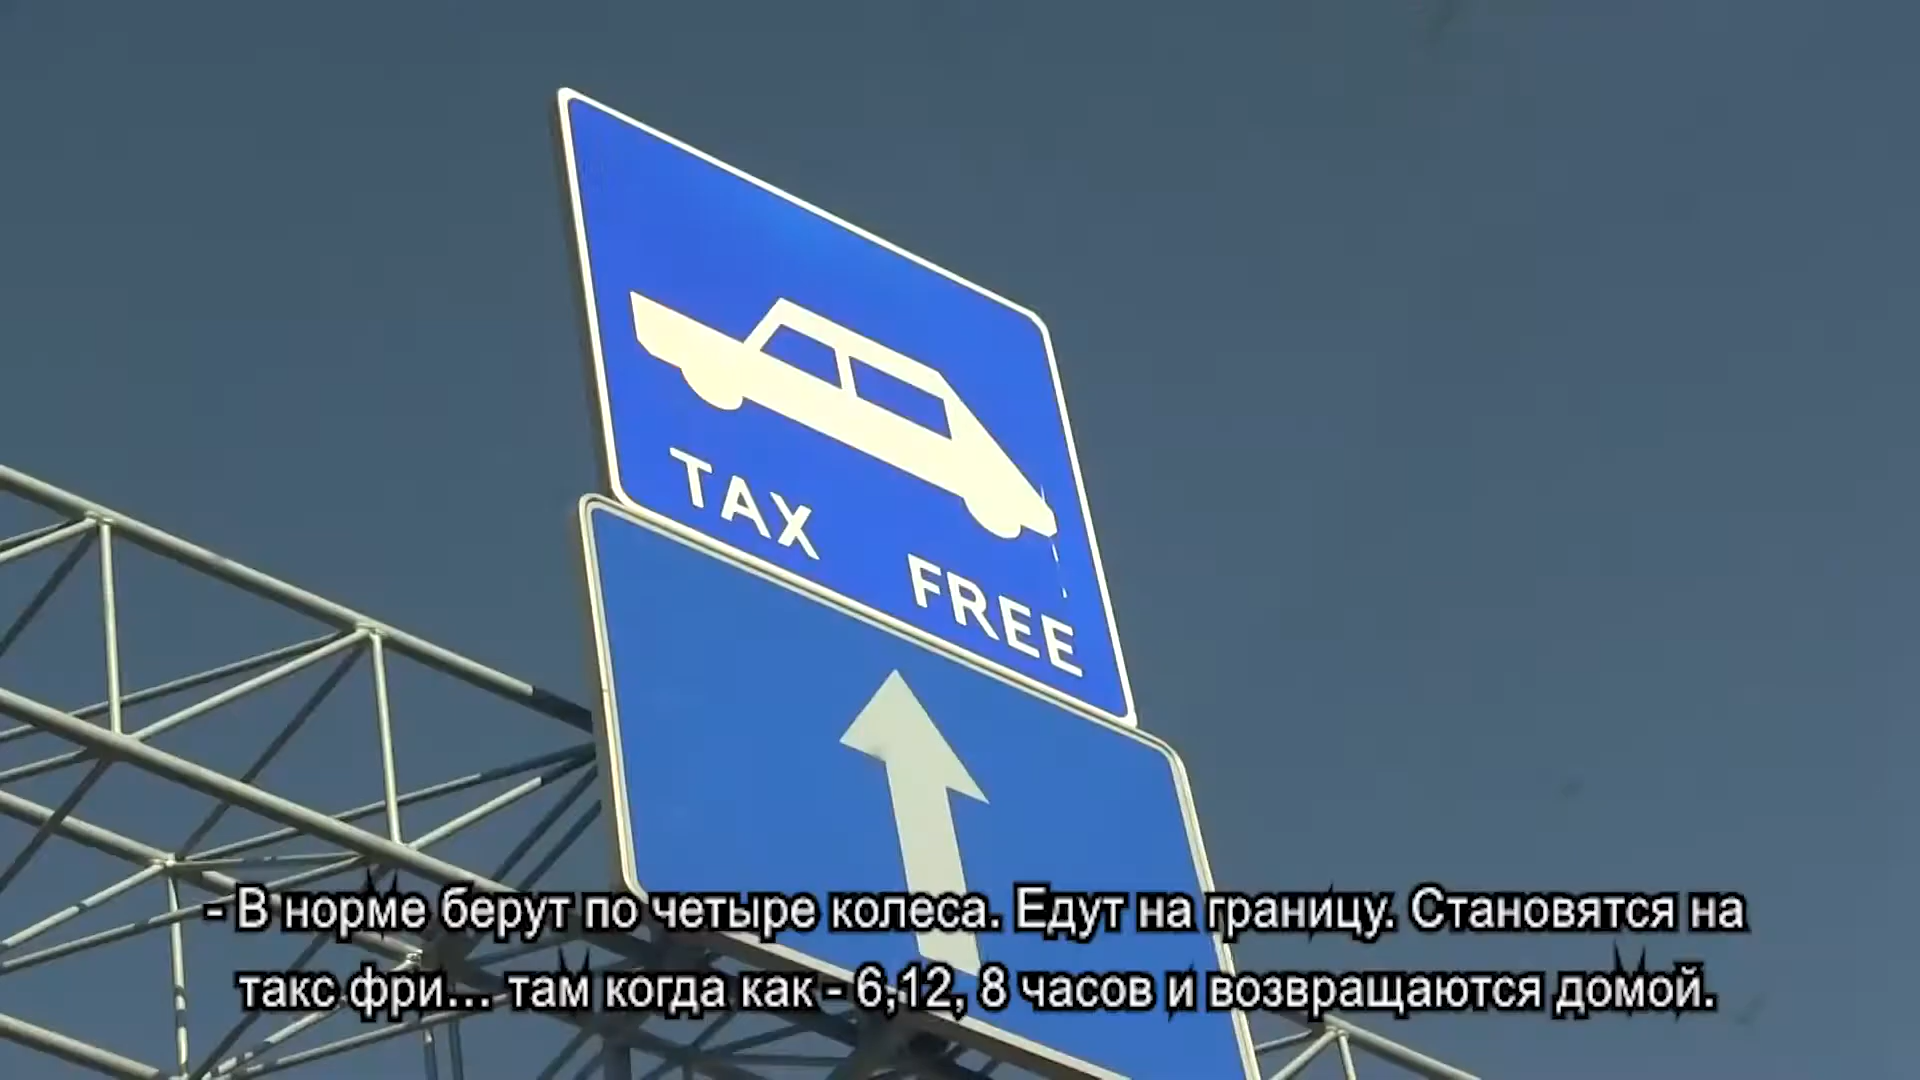 TAX FREE
- В норме берут по четыре колеса. Едут на границу. Становятся на
такс фри... там когда как - 6,12, 8 часов и возвращаются домой.